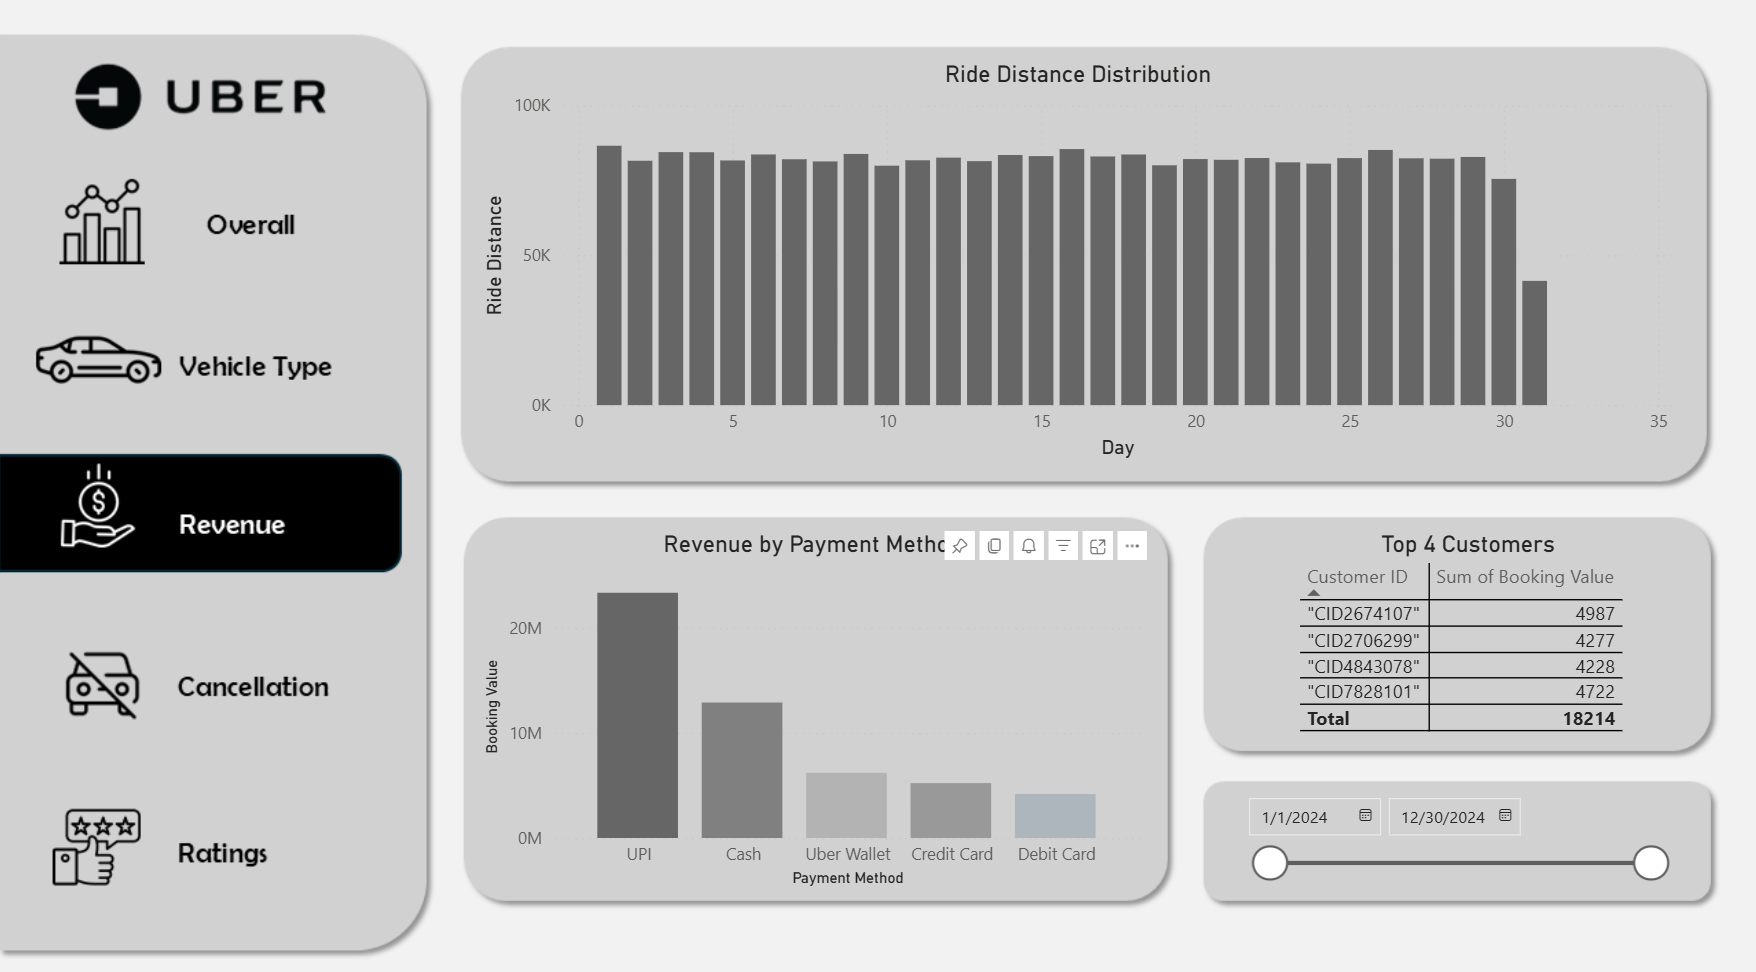 UBER
Overall
Vehicle Type
Revenue
Cancellation
Ratings
Ride Distance Distribution
Ride Distance
100K
50K
0K
0 5 10 15 20 25 30 35
Day
Revenue by Payment
Booking Value
20M
10M
0M
UPI Cash Uber Wallet Credit Card Debit Card
Payment Method
Top 4 Customers
Customer ID Sum of Booking Value
"CID2674107" 4987
"CID2706299" 4277
"CID4843078" 4228
"CID7828101" 4722
Total 18214
1/1/2024 12/30/2024